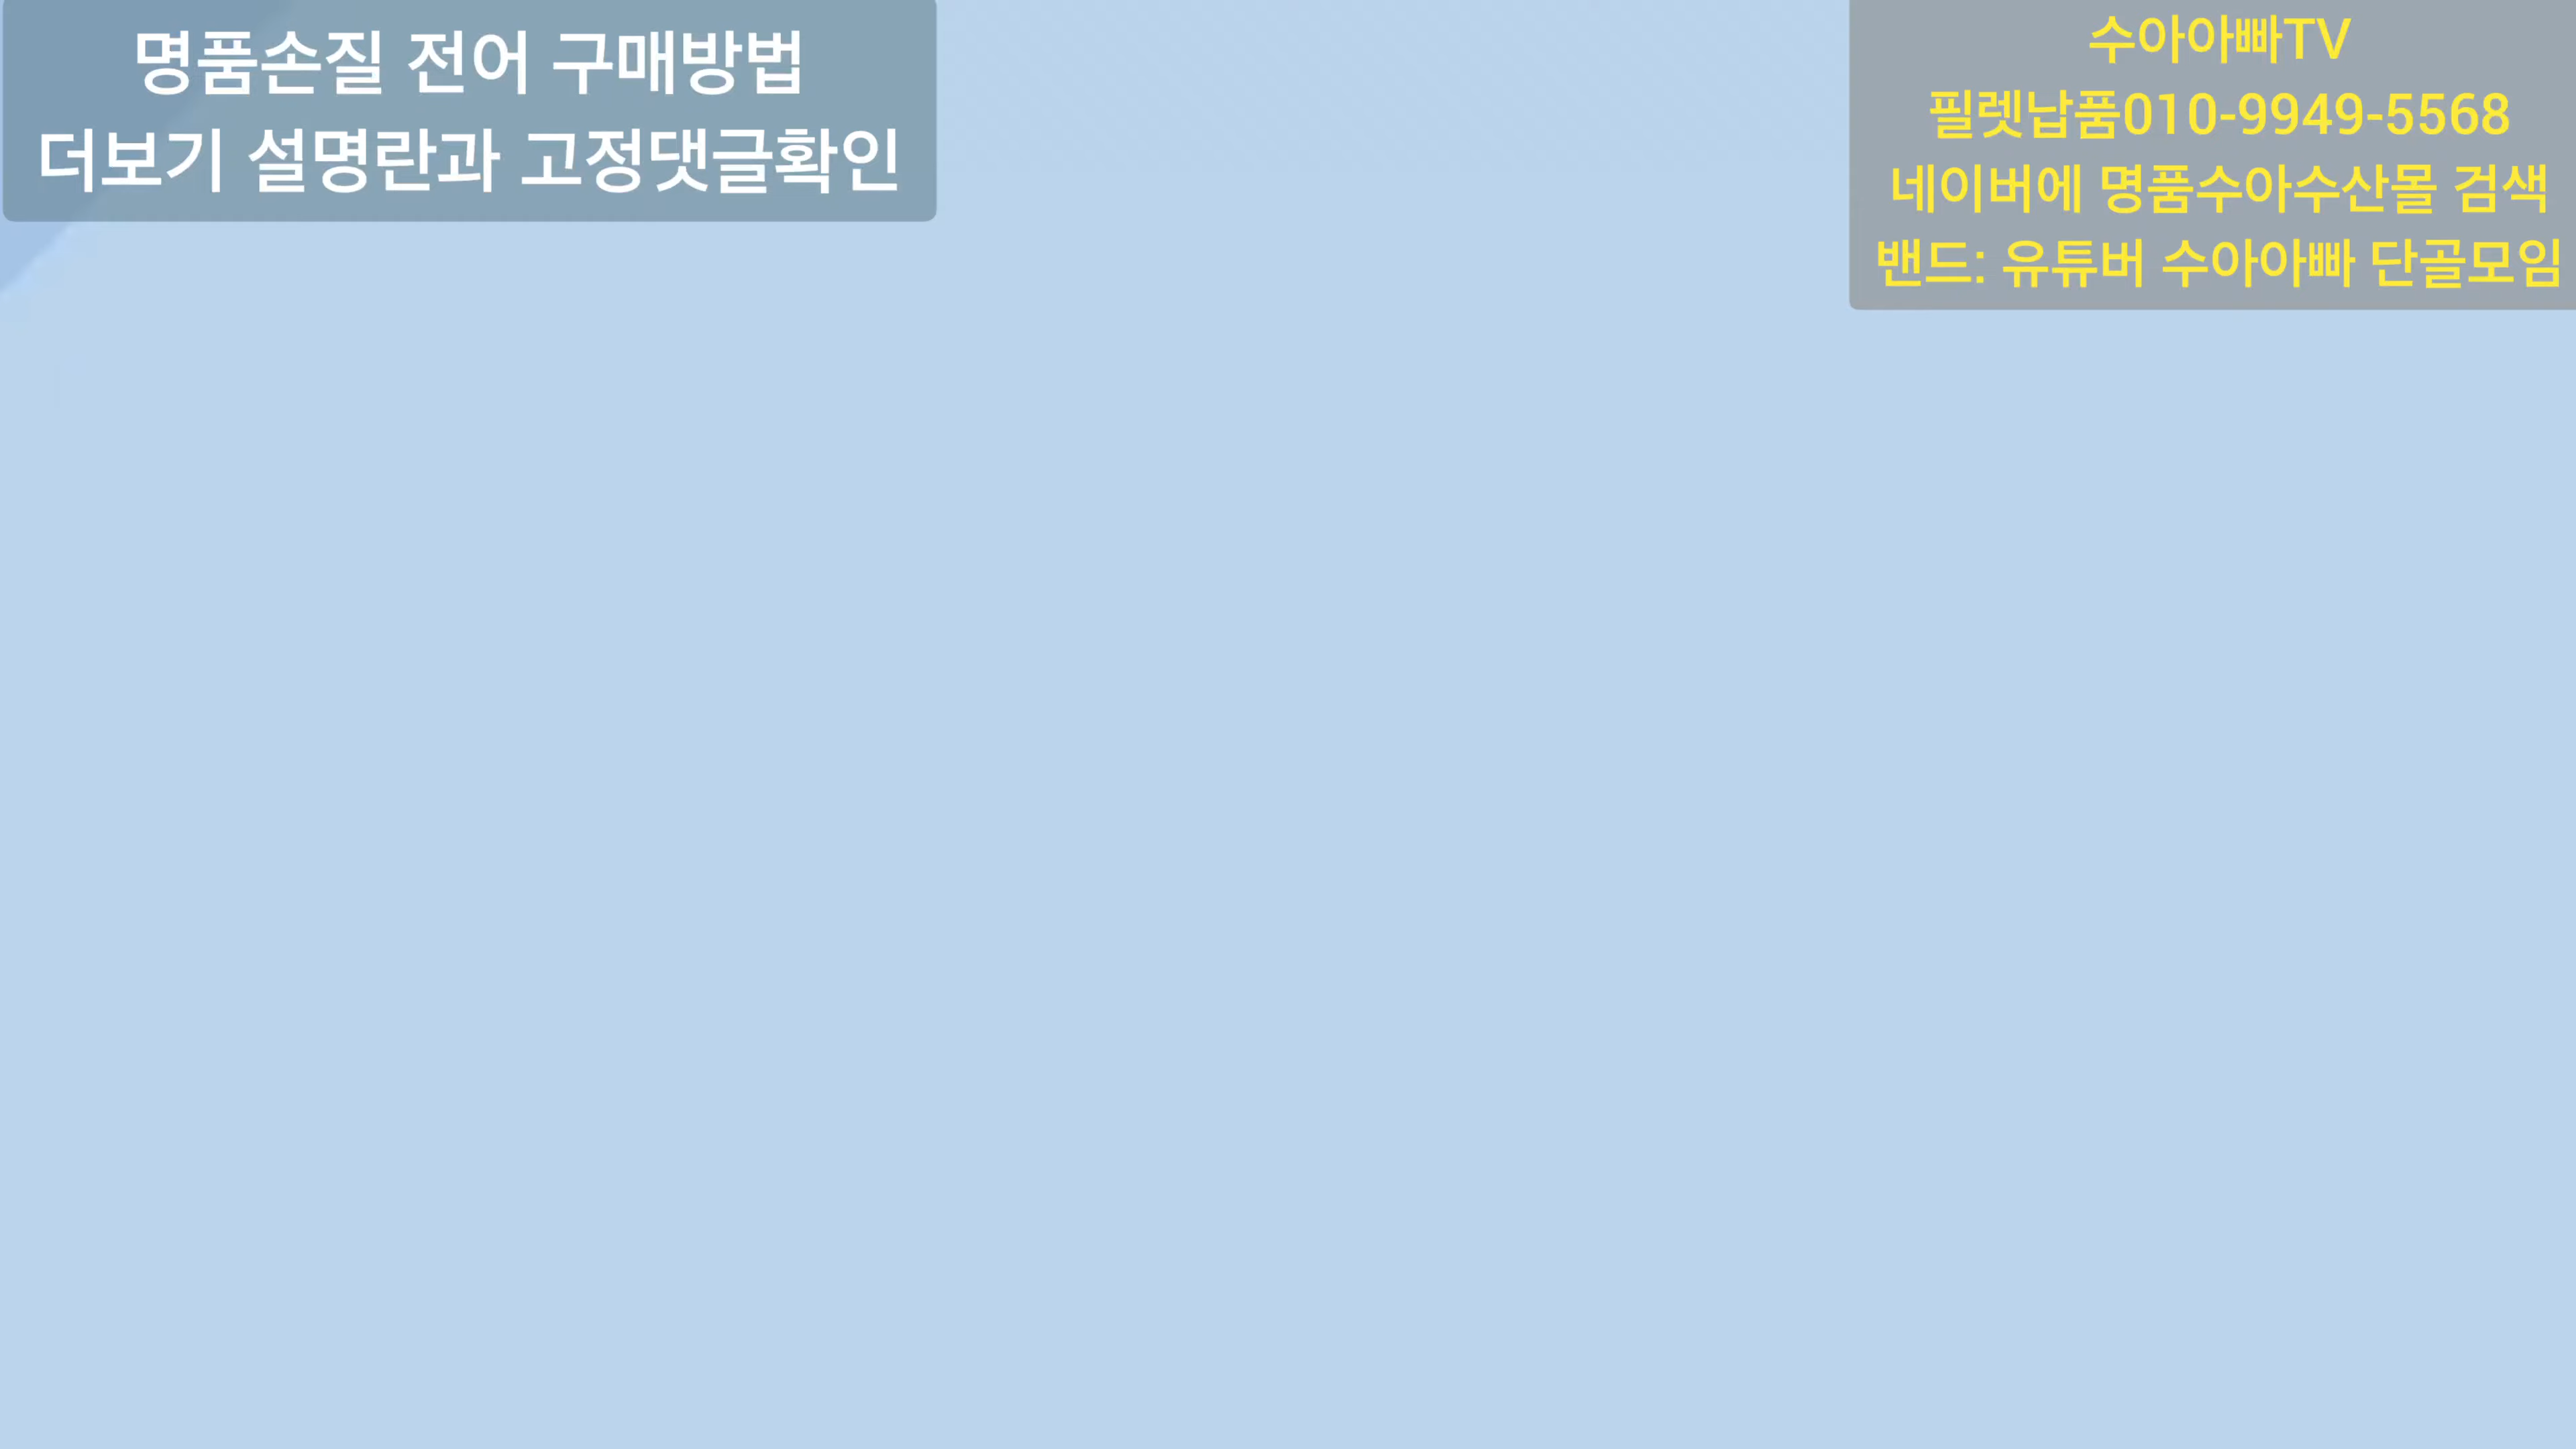 명품손질 전어 구매방법
더보기 설명란과 고정댓글확인
수아아빠TV
필렛납품010-9949-5568
네이버에 명품수아수산몰 검색
밴드: 유튜버 수아아빠 단골모임